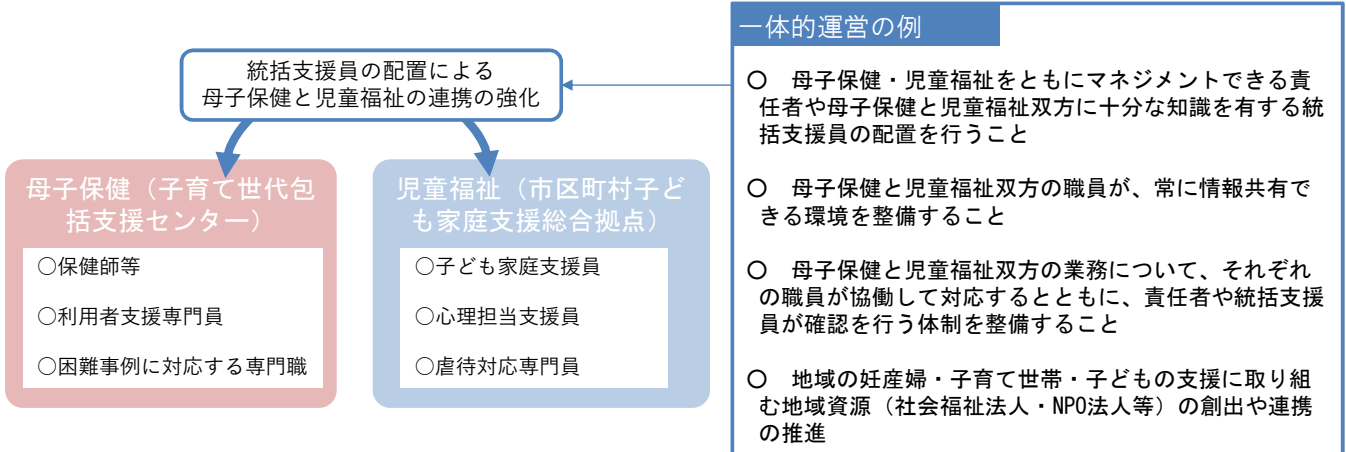 統括支援員の配置による
母子保健と児童福祉の連携の強化
母子保健（子育て世代包
括支援センター）
○保健師等
○利用者支援専門員
○困難事例に対応する専門職
児童福祉（市区町村子ど
も家庭支援総合拠点）
○子ども家庭支援員
○心理担当支援員
○虐待対応専門員
一体的運営の例
○　母子保健・児童福祉をともにマネジメントできる責
任者や母子保健と児童福祉双方に十分な知識を有する統
括支援員の配置を行うこと
○　母子保健と児童福祉双方の職員が、常に情報共有で
きる環境を整備すること
○　母子保健と児童福祉双方の業務について、それぞれ
の職員が協働して対応するとともに、責任者や統括支援
員が確認を行う体制を整備すること
○　地域の妊産婦・子育て世帯・子どもの支援に取り組
む地域資源（社会福祉法人・NPO法人等）の創出や連携
の推進